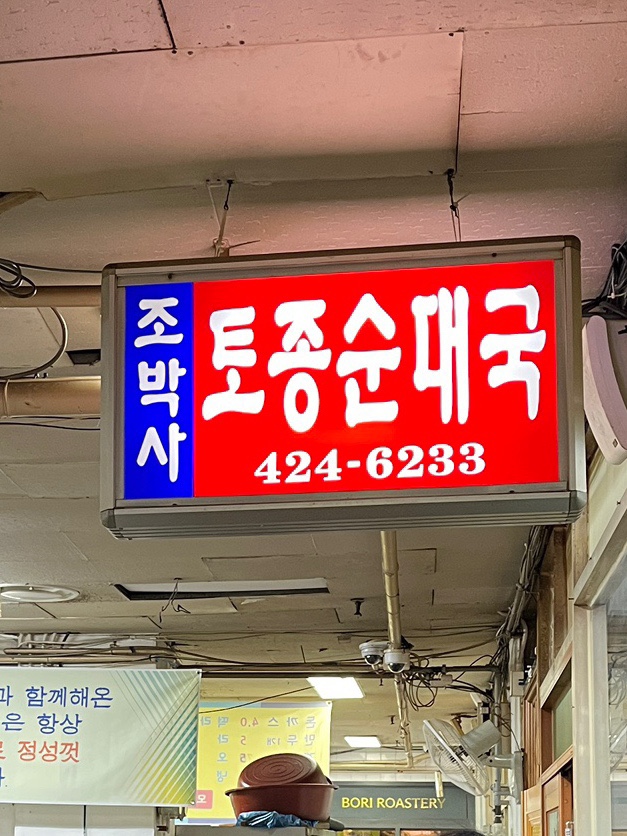 조박사
토종순대국
424-6233
과 함께해온
은 항상
로 정성껏
BORI ROASTERY